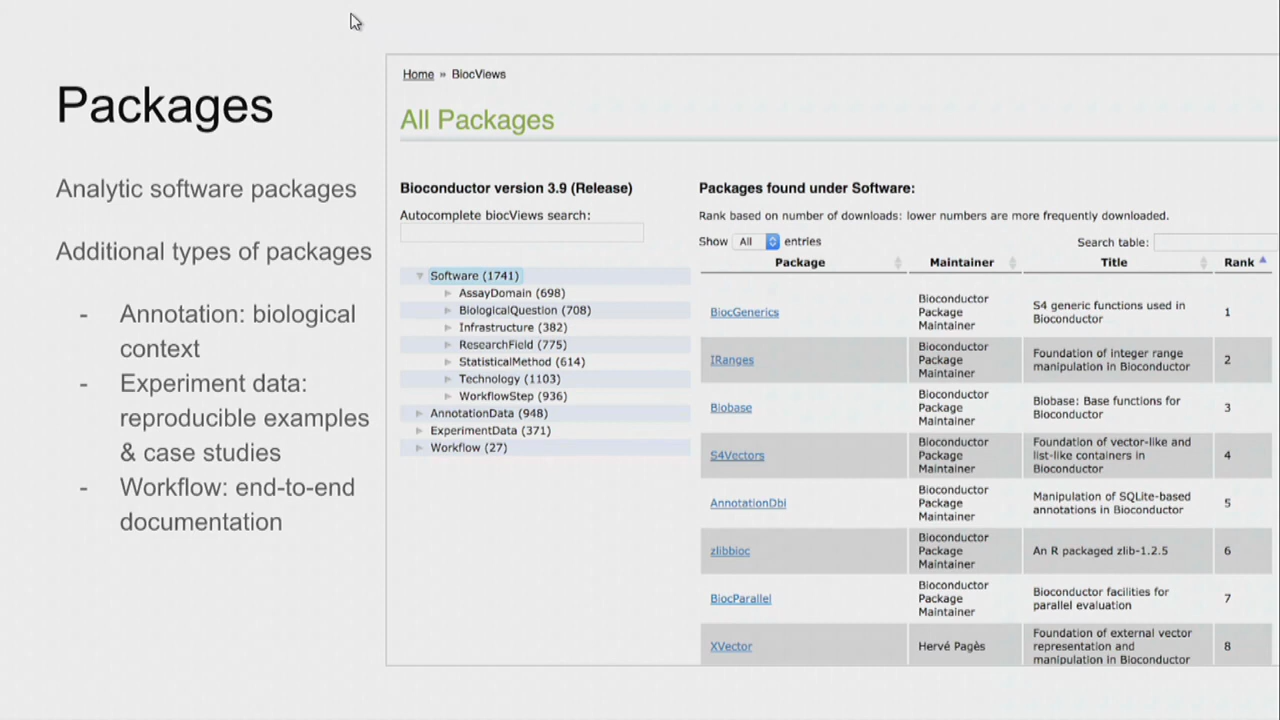 Packages
Analytic software packages
Additional types of packages
- Annotation: biological
context
- Experiment data:
reproducible examples
& case studies
- Workflow: end-to-end
documentation
Home » BiocViews
All Packages
Bioconductor version 3.9 (Release)
Autocomplete biocViews search:
Software (1741)
AssayDomain (698)
BiologicalQuestion (708)
Infrastructure (382)
ResearchField (775)
StatisticalMethod (614)
Technology (1103)
WorkflowStep (936)
AnnotationData (948)
ExperimentData (371)
Workflow (27)
Packages found under Software:
Rank based on number of downloads: lower numbers are more frequently downloaded.
Show All entries
Search table:
Package Maintainer Title Rank
BiocGenerics
Bioconductor
Package
Maintainer
S4 generic functions used in
Bioconductor
1
IRanges
Bioconductor
Package
Maintainer
Foundation of integer range
manipulation in Bioconductor
2
Biobase
Bioconductor
Package
Maintainer
Biobase: Base functions for
Bioconductor
3
S4Vectors
Bioconductor
Package
Maintainer
Foundation of vector-like and
list-like containers in
Bioconductor
4
AnnotationDbi
Bioconductor
Package
Maintainer
Manipulation of SQLite-based
annotations in Bioconductor
5
zlibbioc
Bioconductor
Package
Maintainer
An R packaged zlib-1.2.5
6
BiocParallel
Bioconductor
Package
Maintainer
Bioconductor facilities for
parallel evaluation
7
XVector
Hervé Pagès
Foundation of external vector
representation and
manipulation in Bioconductor
8